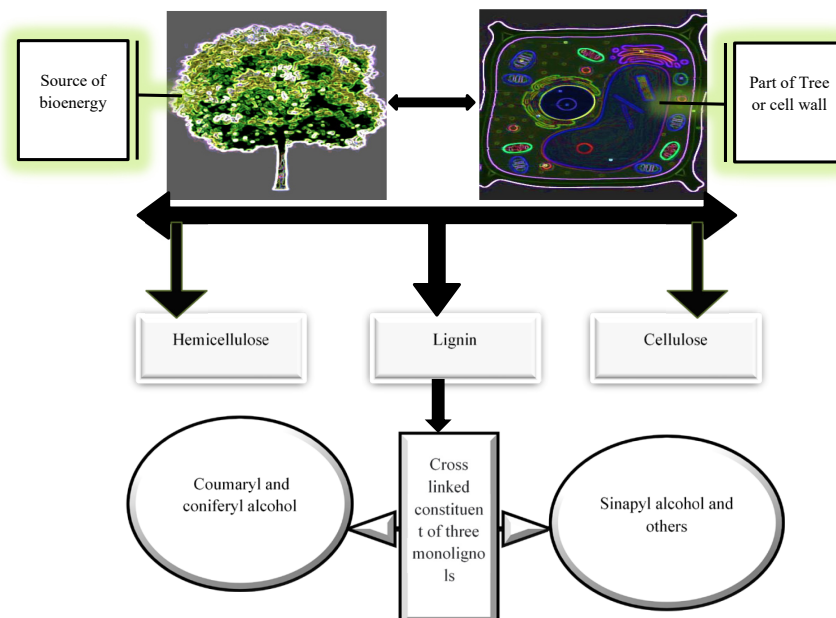 Source of
bioenergy
Part of Tree
or cell wall
Hemicellulose
Lignin
Cellulose
Coumaryl and
coniferyl alcohol
Cross
linked
constituen
t of three
monoligno
ls
Sinapyl alcohol and
others